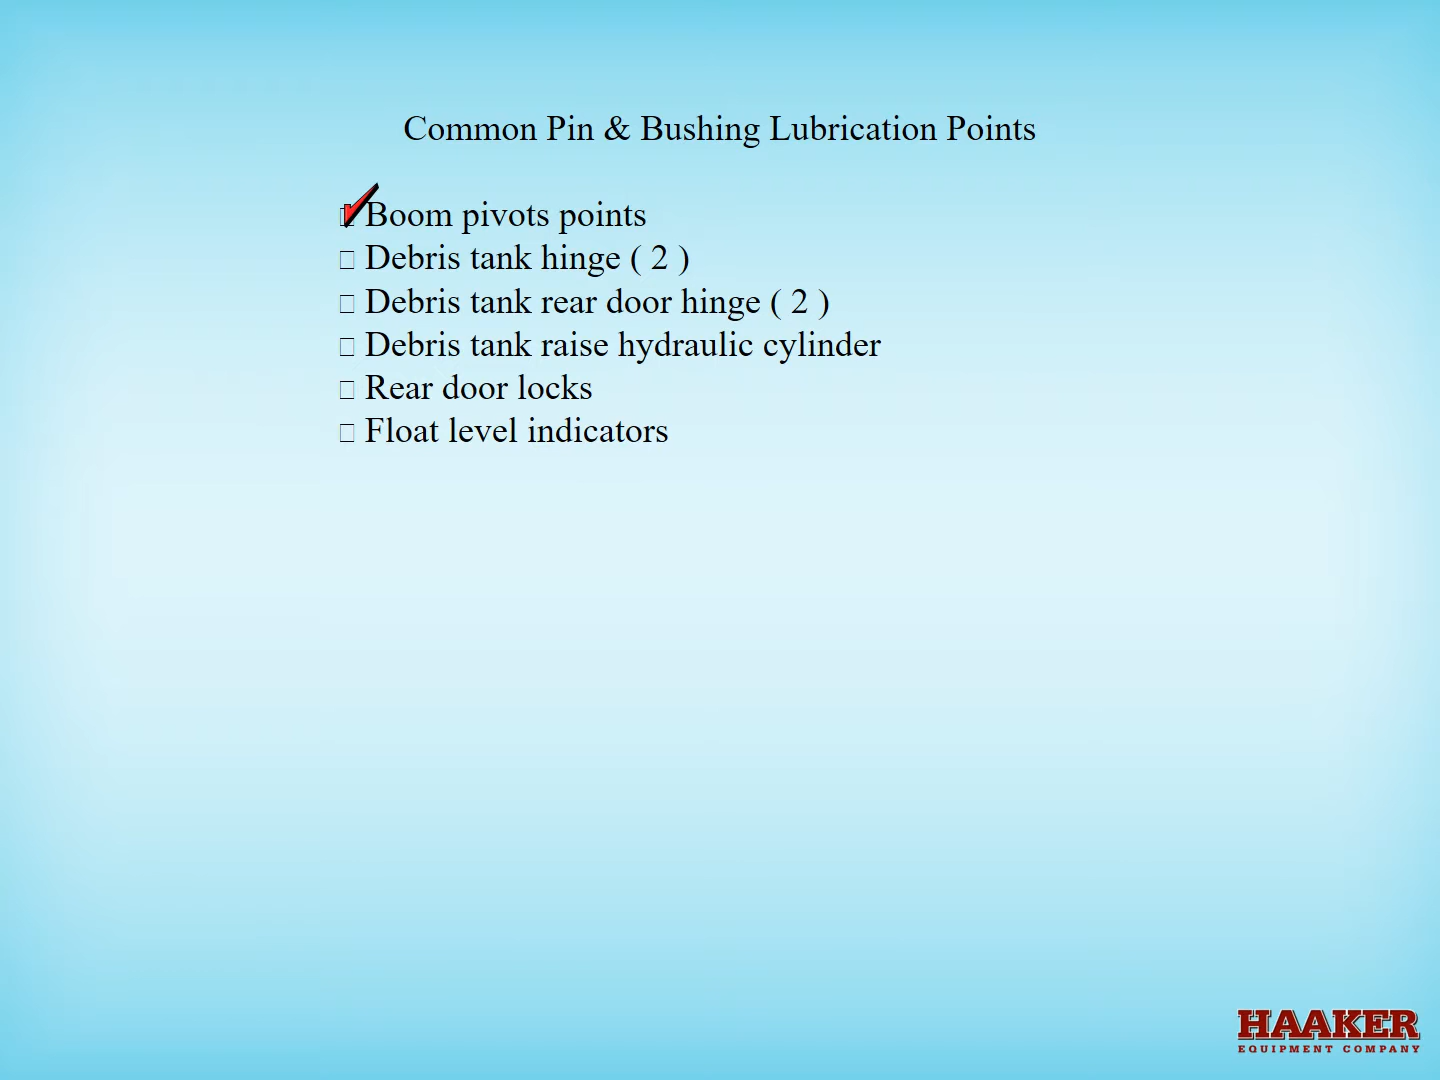 Common Pin & Bushing Lubrication Points
Boom pivots points
Debris tank hinge ( 2 )
Debris tank rear door hinge ( 2 )
Debris tank raise hydraulic cylinder
Rear door locks
Float level indicators
HAAKER
EQUIPMENT COMPANY